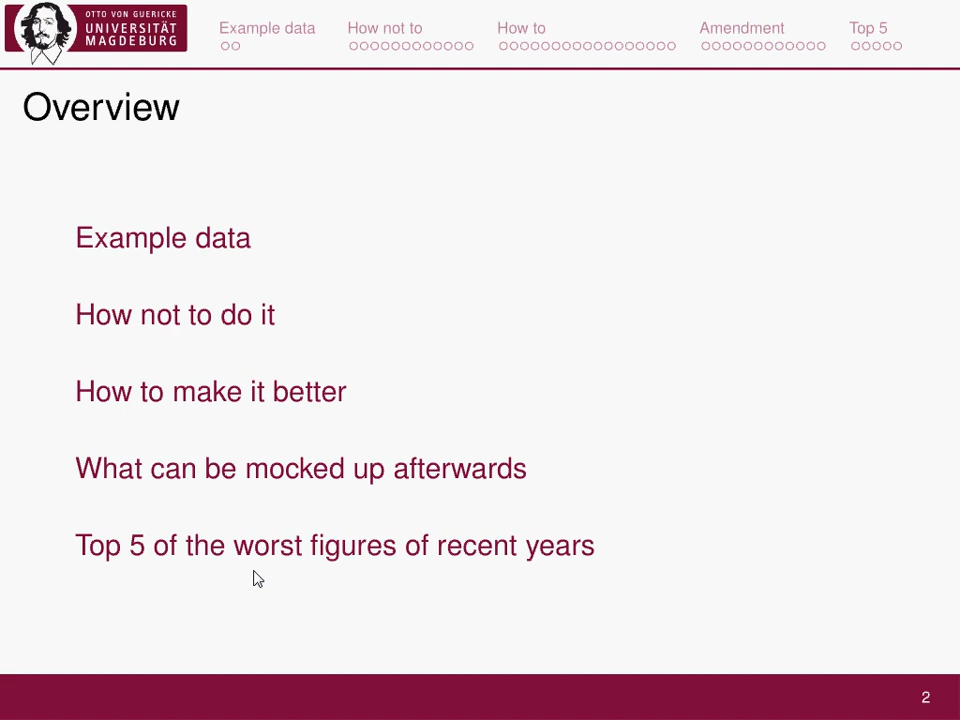 OTTO VON GUERICKE
UNIVERSITÄT
MAGDEBURG
Example data
How not to
How to
Amendment
Top 5
Overview
Example data
How not to do it
How to make it better
What can be mocked up afterwards
Top 5 of the worst figures of recent years
2